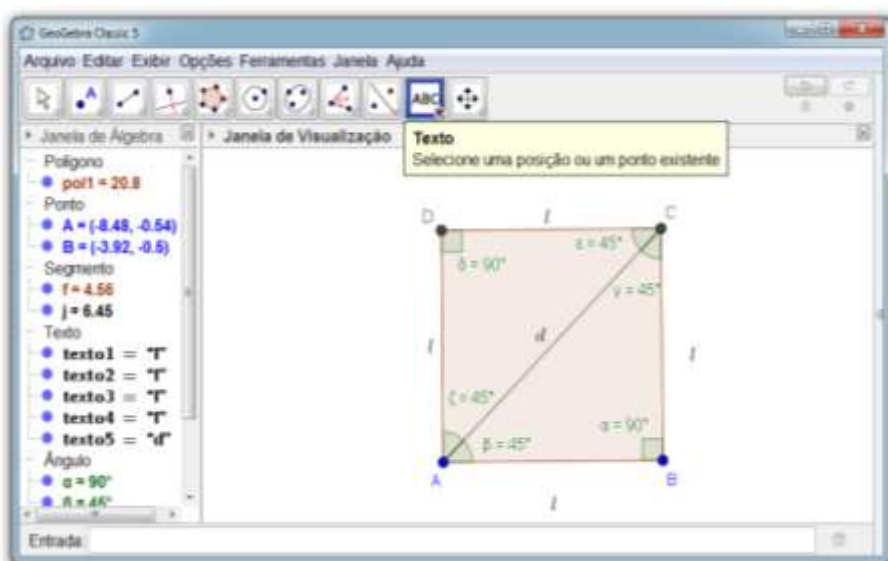 GeoGebra Classic 5
Arquivo Editar Exibir Opções Ferramentas Janela Ajuda
ABC
Janela de Álgebra
Janela de Visualização
Texto
Selecione uma posição ou um ponto existente
Polígono
pol1 = 20.8
Ponto
A = (-8.48, -0.54)
B = (-3.92, -0.5)
Segmento
f = 4.56
j = 6.45
Texto
texto1 = "l"
texto2 = "l"
texto3 = "l"
texto4 = "l"
texto5 = "d"
Ângulo
α = 90°
β = 45°
D
l
C
δ = 90°
ε = 45°
γ = 45°
l
d
l
ζ = 45°
α = 90°
β = 45°
A
B
l
Entrada: